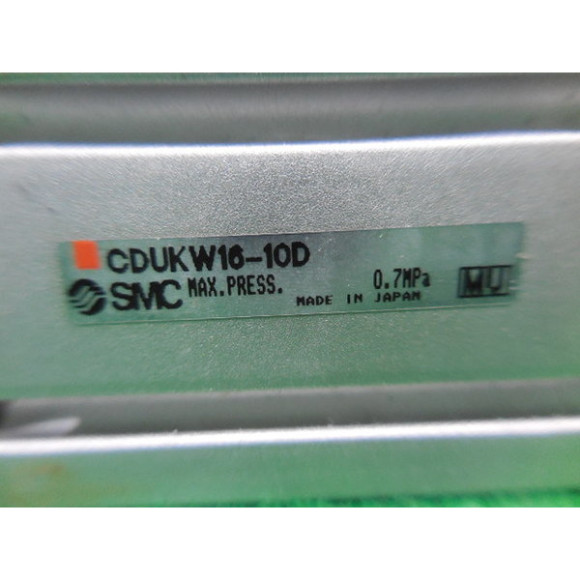 CDUKW16-10D
SMC MAX.PRESS. 0.7MPa MU
MADE IN JAPAN